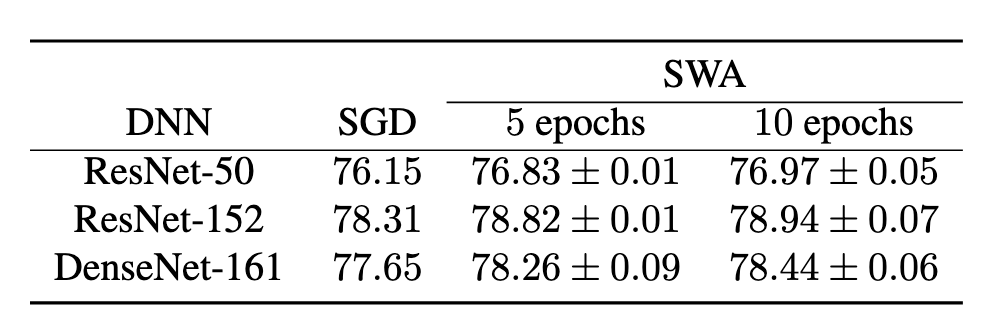 SWA
DNN SGD 5 epochs 10 epochs
ResNet-50 76.15 76.83 ± 0.01 76.97 ± 0.05
ResNet-152 78.31 78.82 ± 0.01 78.94 ± 0.07
DenseNet-161 77.65 78.26 ± 0.09 78.44 ± 0.06